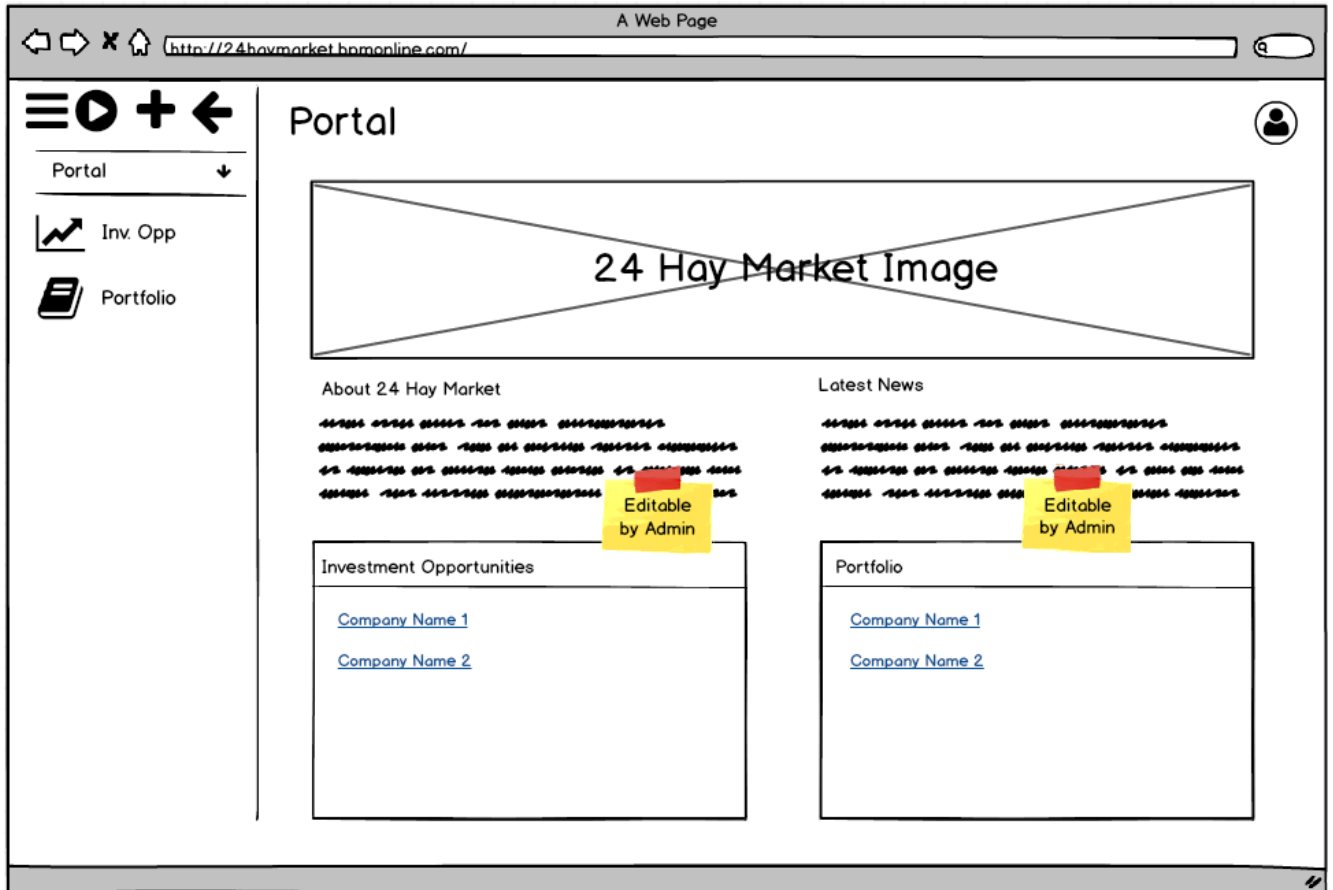 A Web Page
http://24haymarket.bpmonline.com/
Portal
Portal
Inv. Opp
Portfolio
24 Hay Market Image
About 24 Hay Market
Latest News
Editable
by Admin
Editable
by Admin
Investment Opportunities
Company Name 1
Company Name 2
Portfolio
Company Name 1
Company Name 2